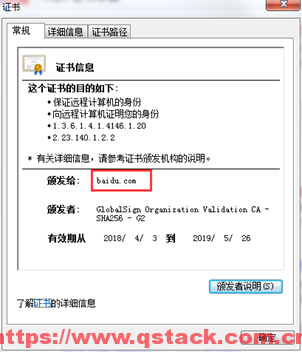 证书
常规 详细信息 证书路径
证书信息
这个证书的目的如下:
• 保证远程计算机的身份
• 向远程计算机证明您的身份
• 1.3.6.1.4.1.4146.1.20
• 2.23.140.1.2.2
* 有关详细信息，请参考证书颁发机构的说明。
颁发给: baidu.com
颁发者: GlobalSign Organization Validation CA -
SHA256 - G2
有效期从 2018/ 4/ 3 到 2019/ 5/ 26
颁发者说明(S)
了解证书的详细信息
https://www.qstack.com.cn
确定